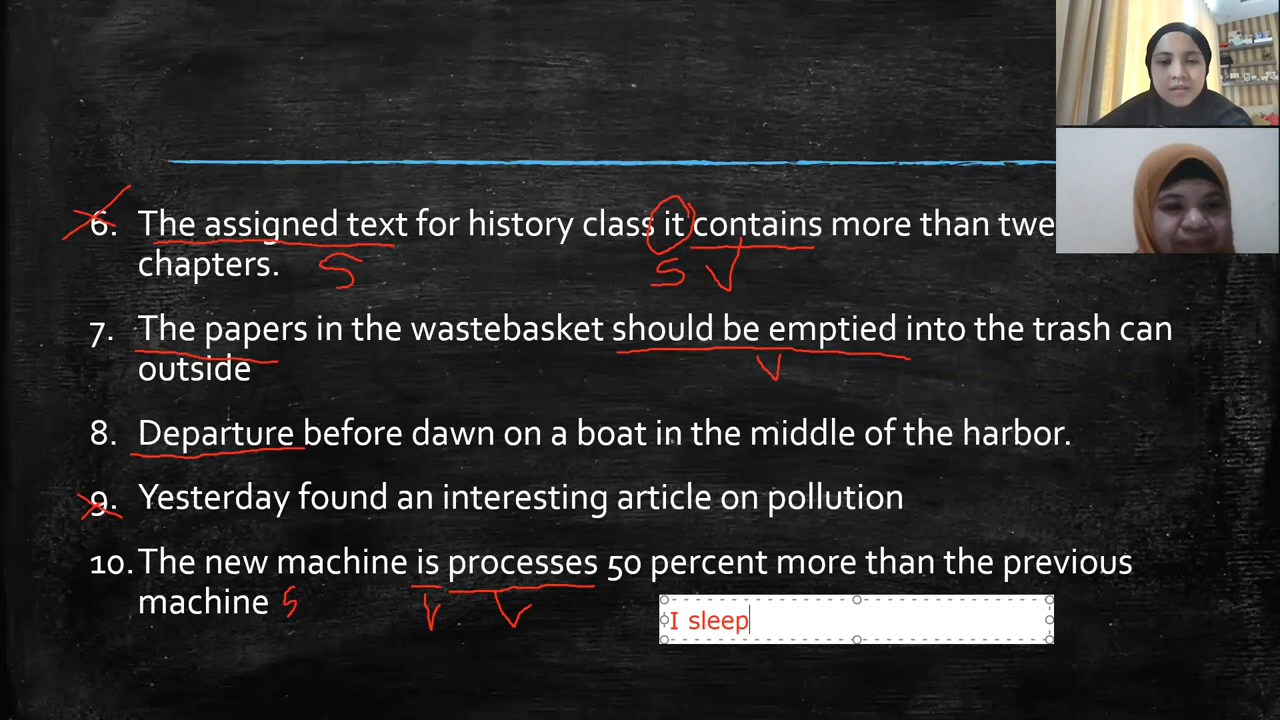 6. The assigned text for history class it contains more than
chapters.
S S V
7. The papers in the wastebasket should be emptied into the trash can
outside
V
8. Departure before dawn on a boat in the middle of the harbor.
9. Yesterday found an interesting article on pollution
10. The new machine is processes 50 percent more than the previous
machine S
V V
I sleep